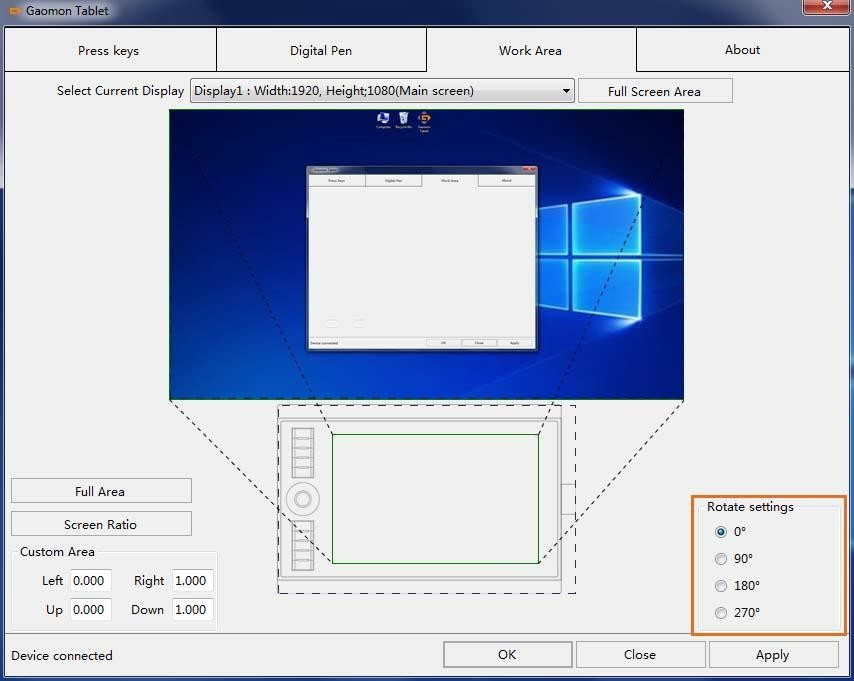 Gaomon Tablet
Press keys
Digital Pen
Work Area
About
Select Current Display
Display1 : Width:1920, Height;1080(Main screen)
Full Screen Area
Computer
Recycle Bin
Gaomon
Tablet
Gaomon Tablet
Press keys
Digital Pen
Work Area
About
Device connected
OK
Close
Apply
Full Area
Screen Ratio
Custom Area
Left 0.000 Right 1.000
Up 0.000 Down 1.000
Rotate settings
0°
90°
180°
270°
Device connected
OK
Close
Apply